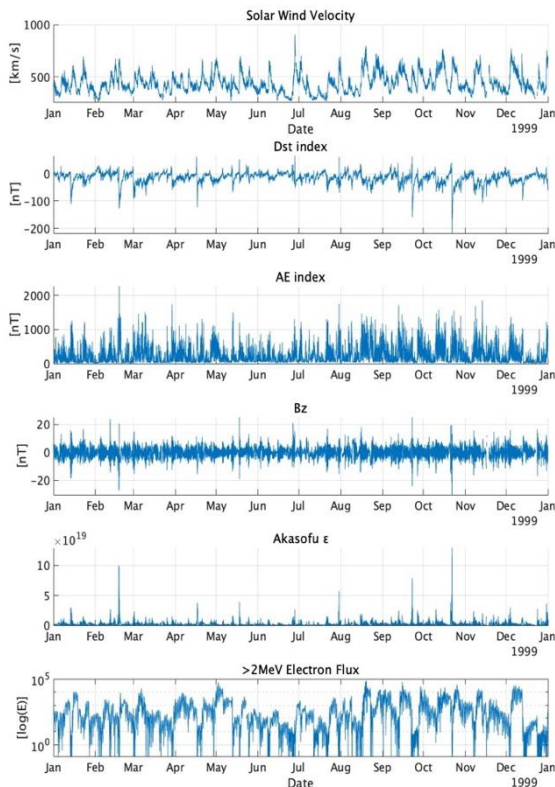 Solar Wind Velocity
1000
500
[km/s]
Jan Feb Mar Apr May Jun Jul Aug Sep Oct Nov Dec Jan
Date
1999
Dst index
0
-100
-200
[nT]
Jan Feb Mar Apr May Jun Jul Aug Sep Oct Nov Dec Jan
1999
AE index
2000
1000
0
[nT]
Jan Feb Mar Apr May Jun Jul Aug Sep Oct Nov Dec Jan
1999
Bz
20
0
-20
[nT]
Jan Feb Mar Apr May Jun Jul Aug Sep Oct Nov Dec Jan
1999
×10^19
Akasofu ε
10
5
0
Jan Feb Mar Apr May Jun Jul Aug Sep Oct Nov Dec Jan
1999
>2MeV Electron Flux
10^5
10^0
[log(E)]
Jan Feb Mar Apr May Jun Jul Aug Sep Oct Nov Dec Jan
Date
1999